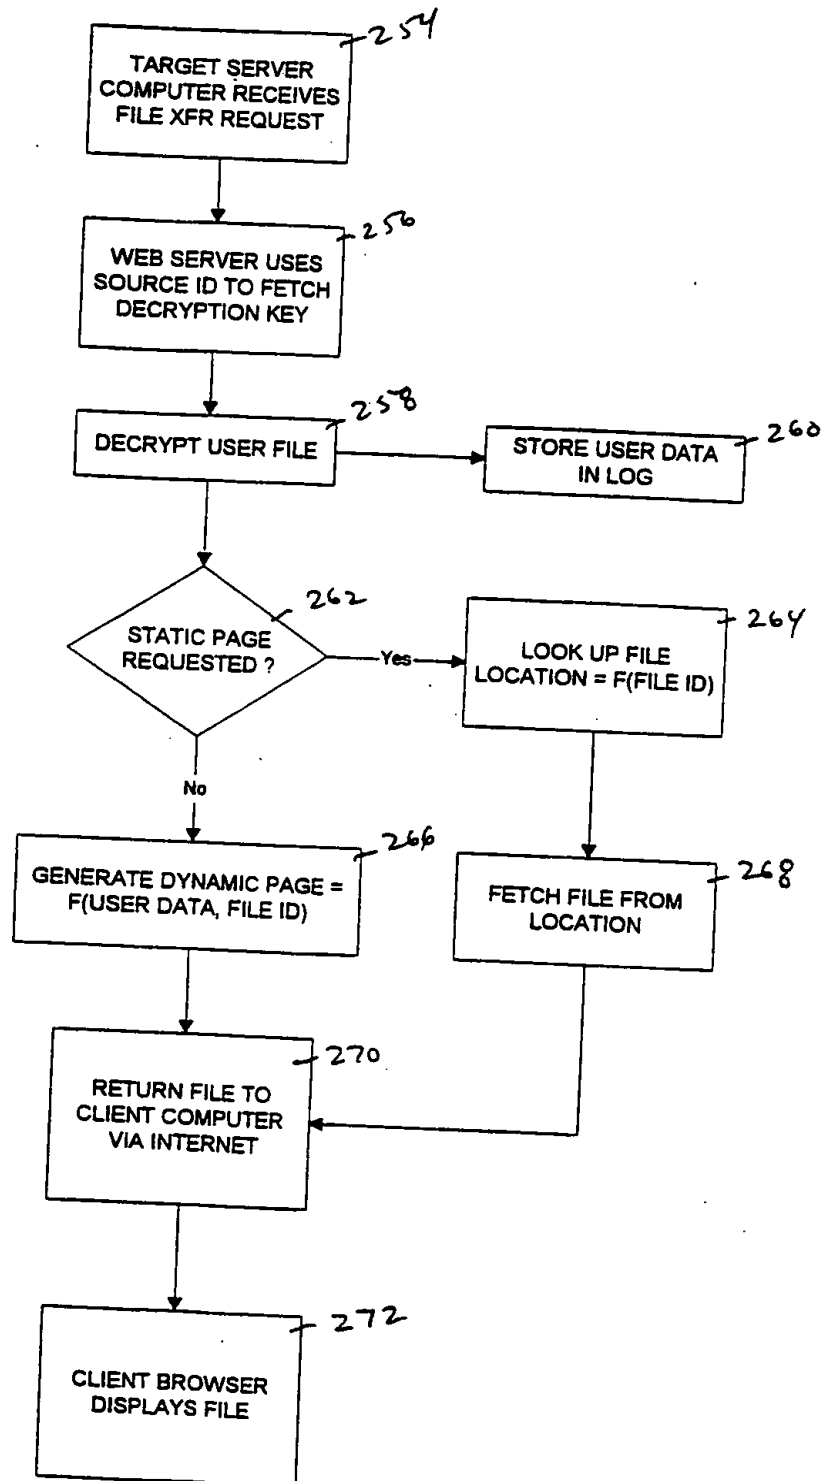 254
TARGET SERVER
COMPUTER RECEIVES
FILE XFR REQUEST
256
WEB SERVER USES
SOURCE ID TO FETCH
DECRYPTION KEY
258
DECRYPT USER FILE
260
STORE USER DATA
IN LOG
262
STATIC PAGE
REQUESTED ?
Yes
264
LOOK UP FILE
LOCATION = F(FILE ID)
No
266
GENERATE DYNAMIC PAGE =
F(USER DATA, FILE ID)
268
FETCH FILE FROM
LOCATION
270
RETURN FILE TO
CLIENT COMPUTER
VIA INTERNET
272
CLIENT BROWSER
DISPLAYS FILE